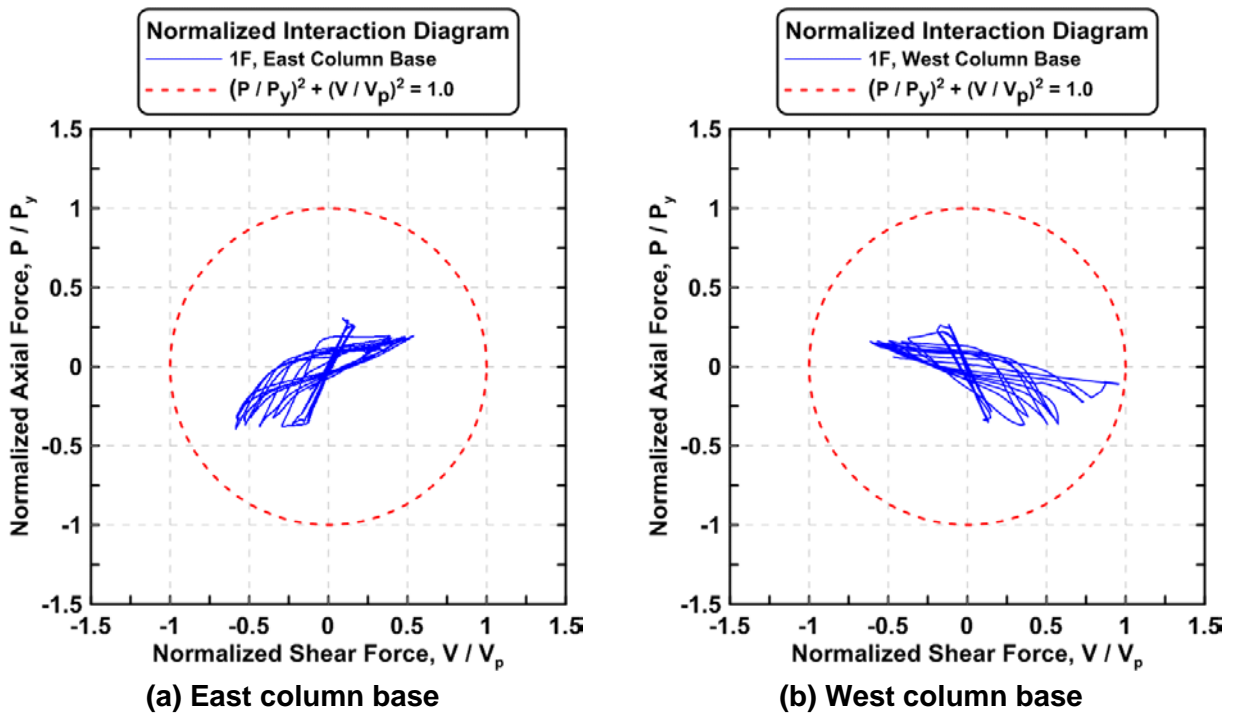 Normalized Interaction Diagram
1F, East Column Base
(P / Py)² + (V / Vp)² = 1.0
1.5
1
0.5
0
-0.5
-1
-1.5
Normalized Axial Force, P / Py
-1.5 -1 -0.5 0 0.5 1 1.5
Normalized Shear Force, V / Vp
(a) East column base
Normalized Interaction Diagram
1F, West Column Base
(P / Py)² + (V / Vp)² = 1.0
1.5
1
0.5
0
-0.5
-1
-1.5
Normalized Axial Force, P / Py
-1.5 -1 -0.5 0 0.5 1 1.5
Normalized Shear Force, V / Vp
(b) West column base